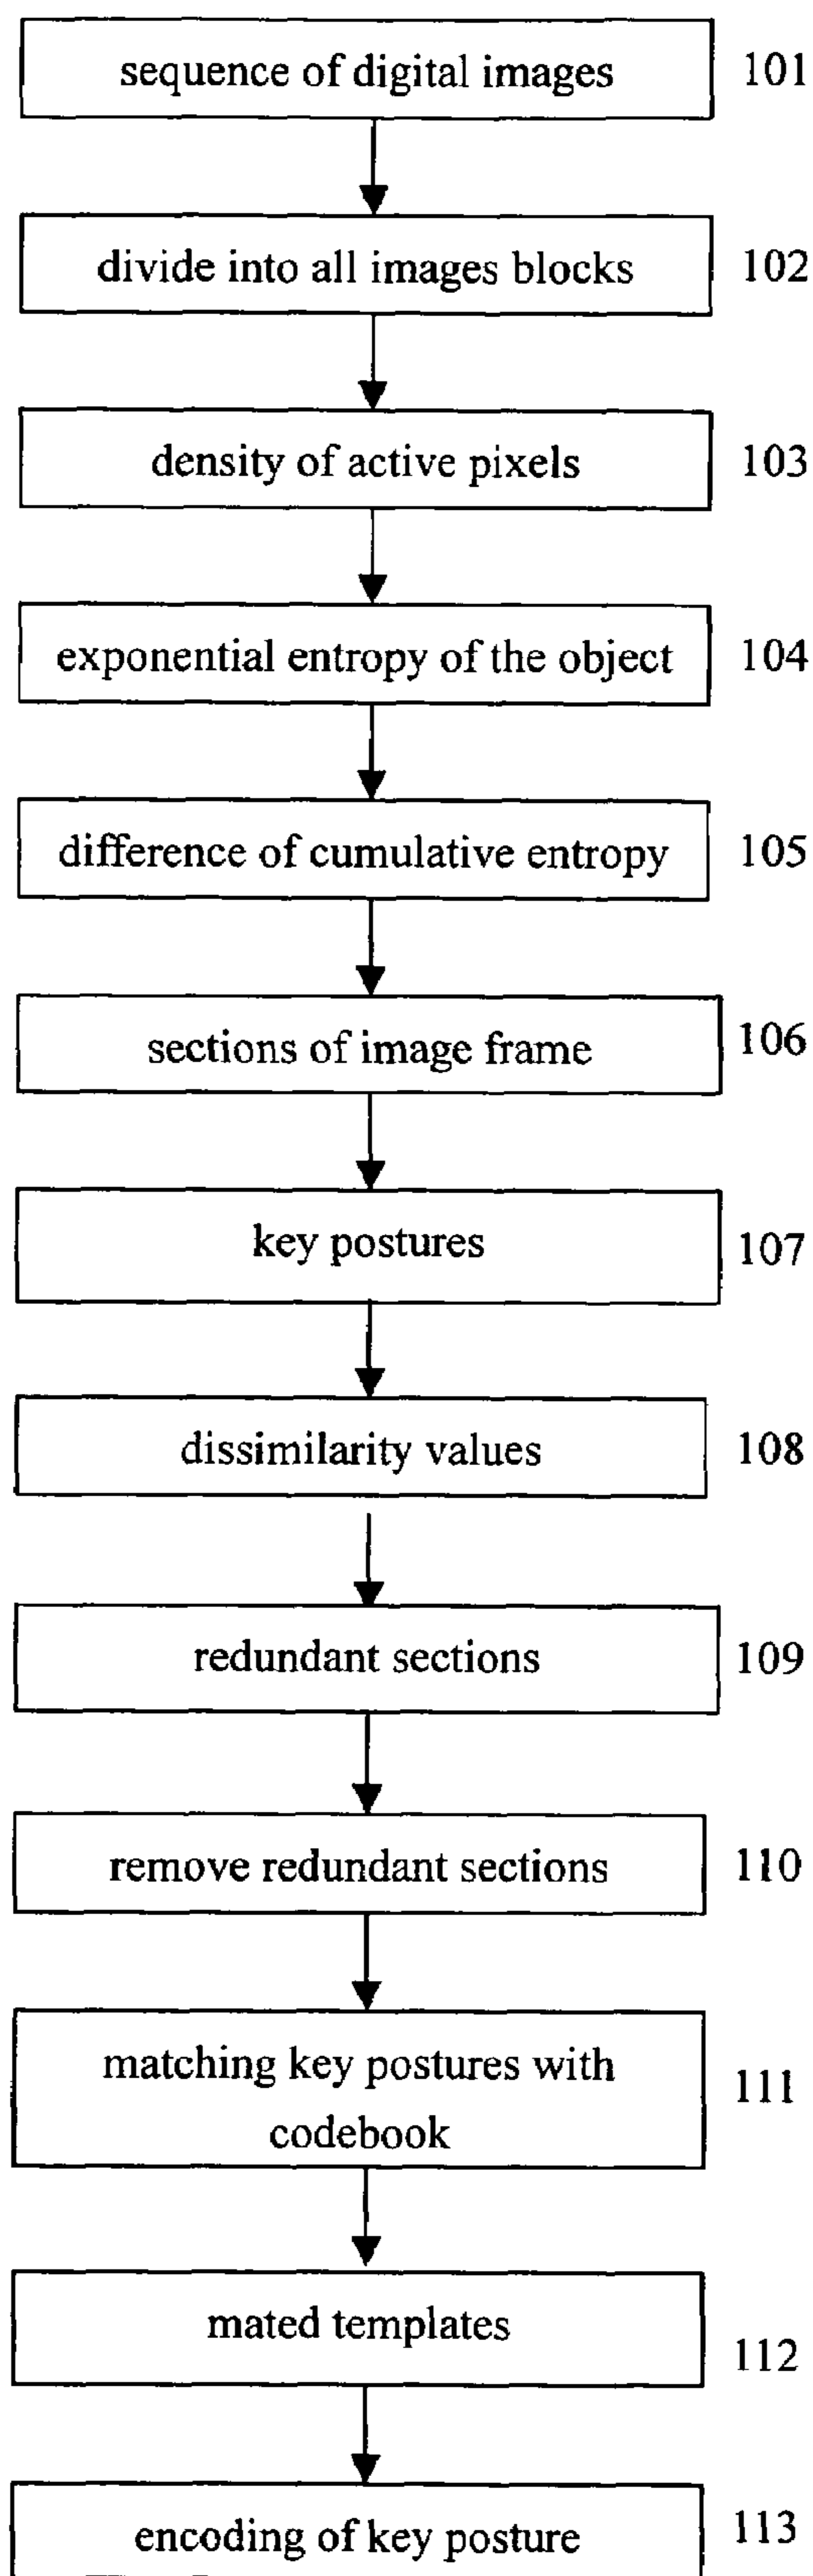 sequence of digital images 101
divide into all images blocks 102
density of active pixels 103
exponential entropy of the object 104
difference of cumulative entropy 105
sections of image frame 106
key postures 107
dissimilarity values 108
redundant sections 109
remove redundant sections 110
matching key postures with
codebook 111
mated templates 112
encoding of key posture 113